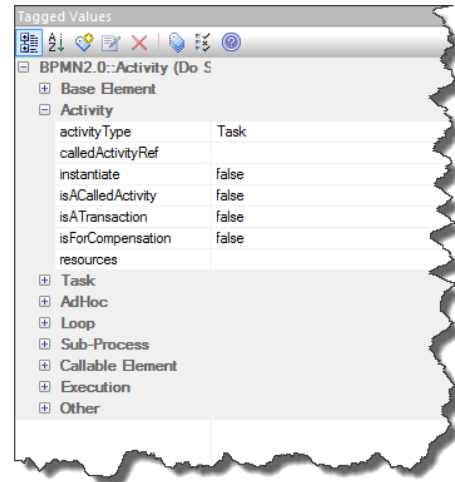 Tagged Values
BPMN2.0::Activity (Do S
Base Element
Activity
activityType Task
calledActivityRef
instantiate false
isACalledActivity false
isATransaction false
isForCompensation false
resources
Task
AdHoc
Loop
Sub-Process
Callable Element
Execution
Other